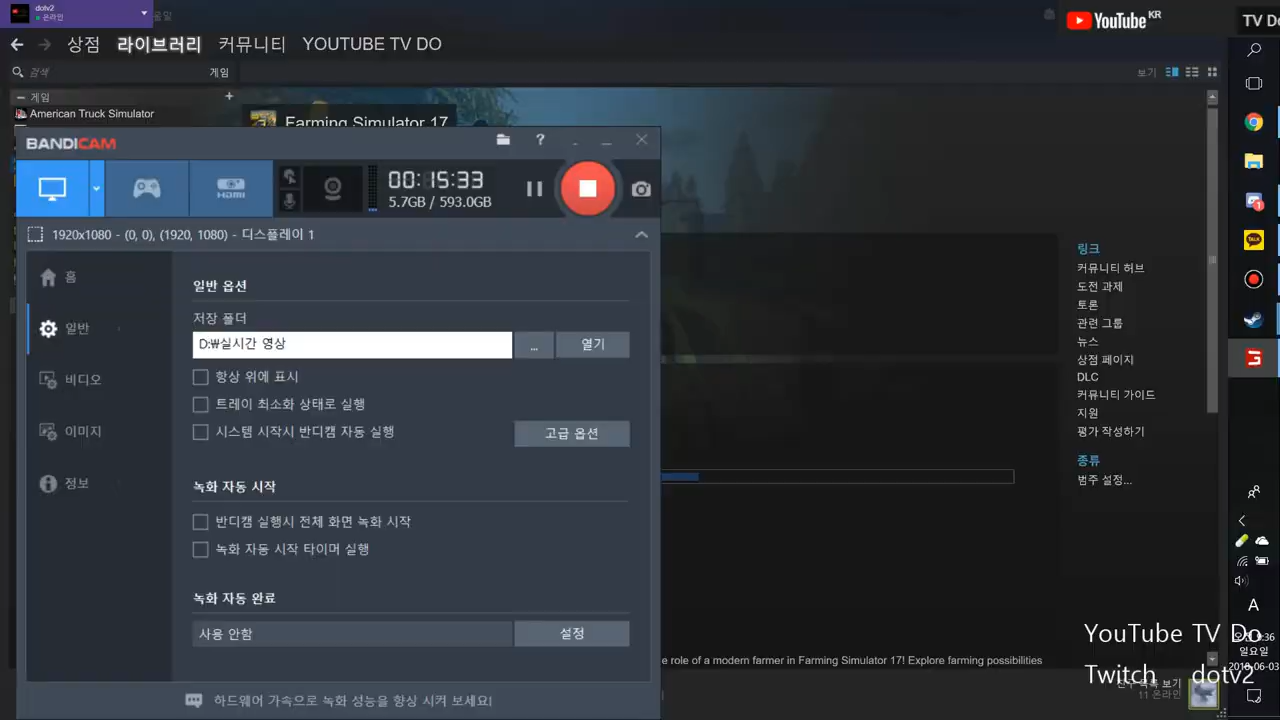 dotv2
온라인
상점 라이브러리 커뮤니티 YOUTUBE TV DO
YouTube KR
검색
게임
보기
게임
American Truck Simulator
Farming Simulator 17
BANDICAM
?
HDMI
00:15:33
5.7GB / 593.0GB
1920x1080 - (0, 0), (1920, 1080) - 디스플레이 1
홈
일반
비디오
이미지
정보
일반 옵션
저장 폴더
D:₩실시간 영상
...
열기
항상 위에 표시
트레이 최소화 상태로 실행
시스템 시작시 반디캠 자동 실행
고급 옵션
녹화 자동 시작
반디캠 실행시 전체 화면 녹화 시작
녹화 자동 시작 타이머 실행
녹화 자동 완료
사용 안함
설정
하드웨어 가속으로 녹화 성능을 향상 시켜 보세요!
링크
커뮤니티 허브
도전 과제
토론
관련 그룹
뉴스
상점 페이지
DLC
커뮤니티 가이드
지원
평가 작성하기
종류
범주 설정...
e role of a modern farmer in Farming Simulator 17! Explore farming possibilities
TALK
A
YouTube TV Do
일요일
Twitch dotv2
11 온라인